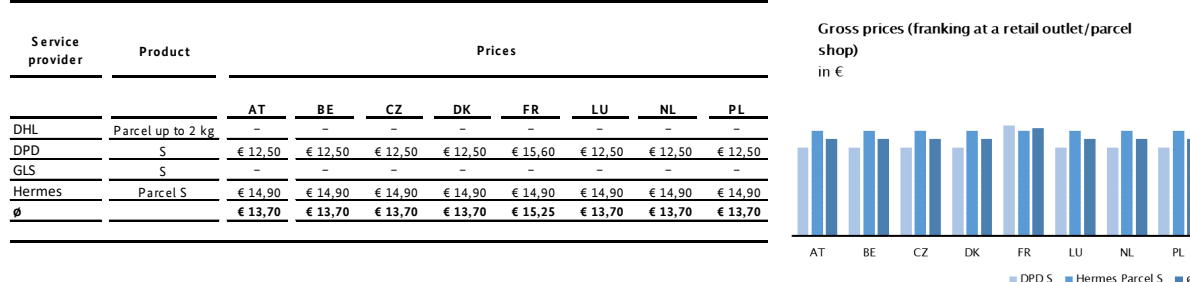 Service provider Product Prices
AT BE CZ DK FR LU NL PL
DHL Parcel up to 2 kg – – – – – – – –
DPD S € 12,50 € 12,50 € 12,50 € 12,50 € 15,60 € 12,50 € 12,50 € 12,50
GLS S – – – – – – – –
Hermes Parcel S € 14,90 € 14,90 € 14,90 € 14,90 € 14,90 € 14,90 € 14,90 € 14,90
ø € 13,70 € 13,70 € 13,70 € 13,70 € 15,25 € 13,70 € 13,70 € 13,70
Gross prices (franking at a retail outlet/parcel
shop)
in €
AT BE CZ DK FR LU NL PL
DPD S Hermes Parcel S ø